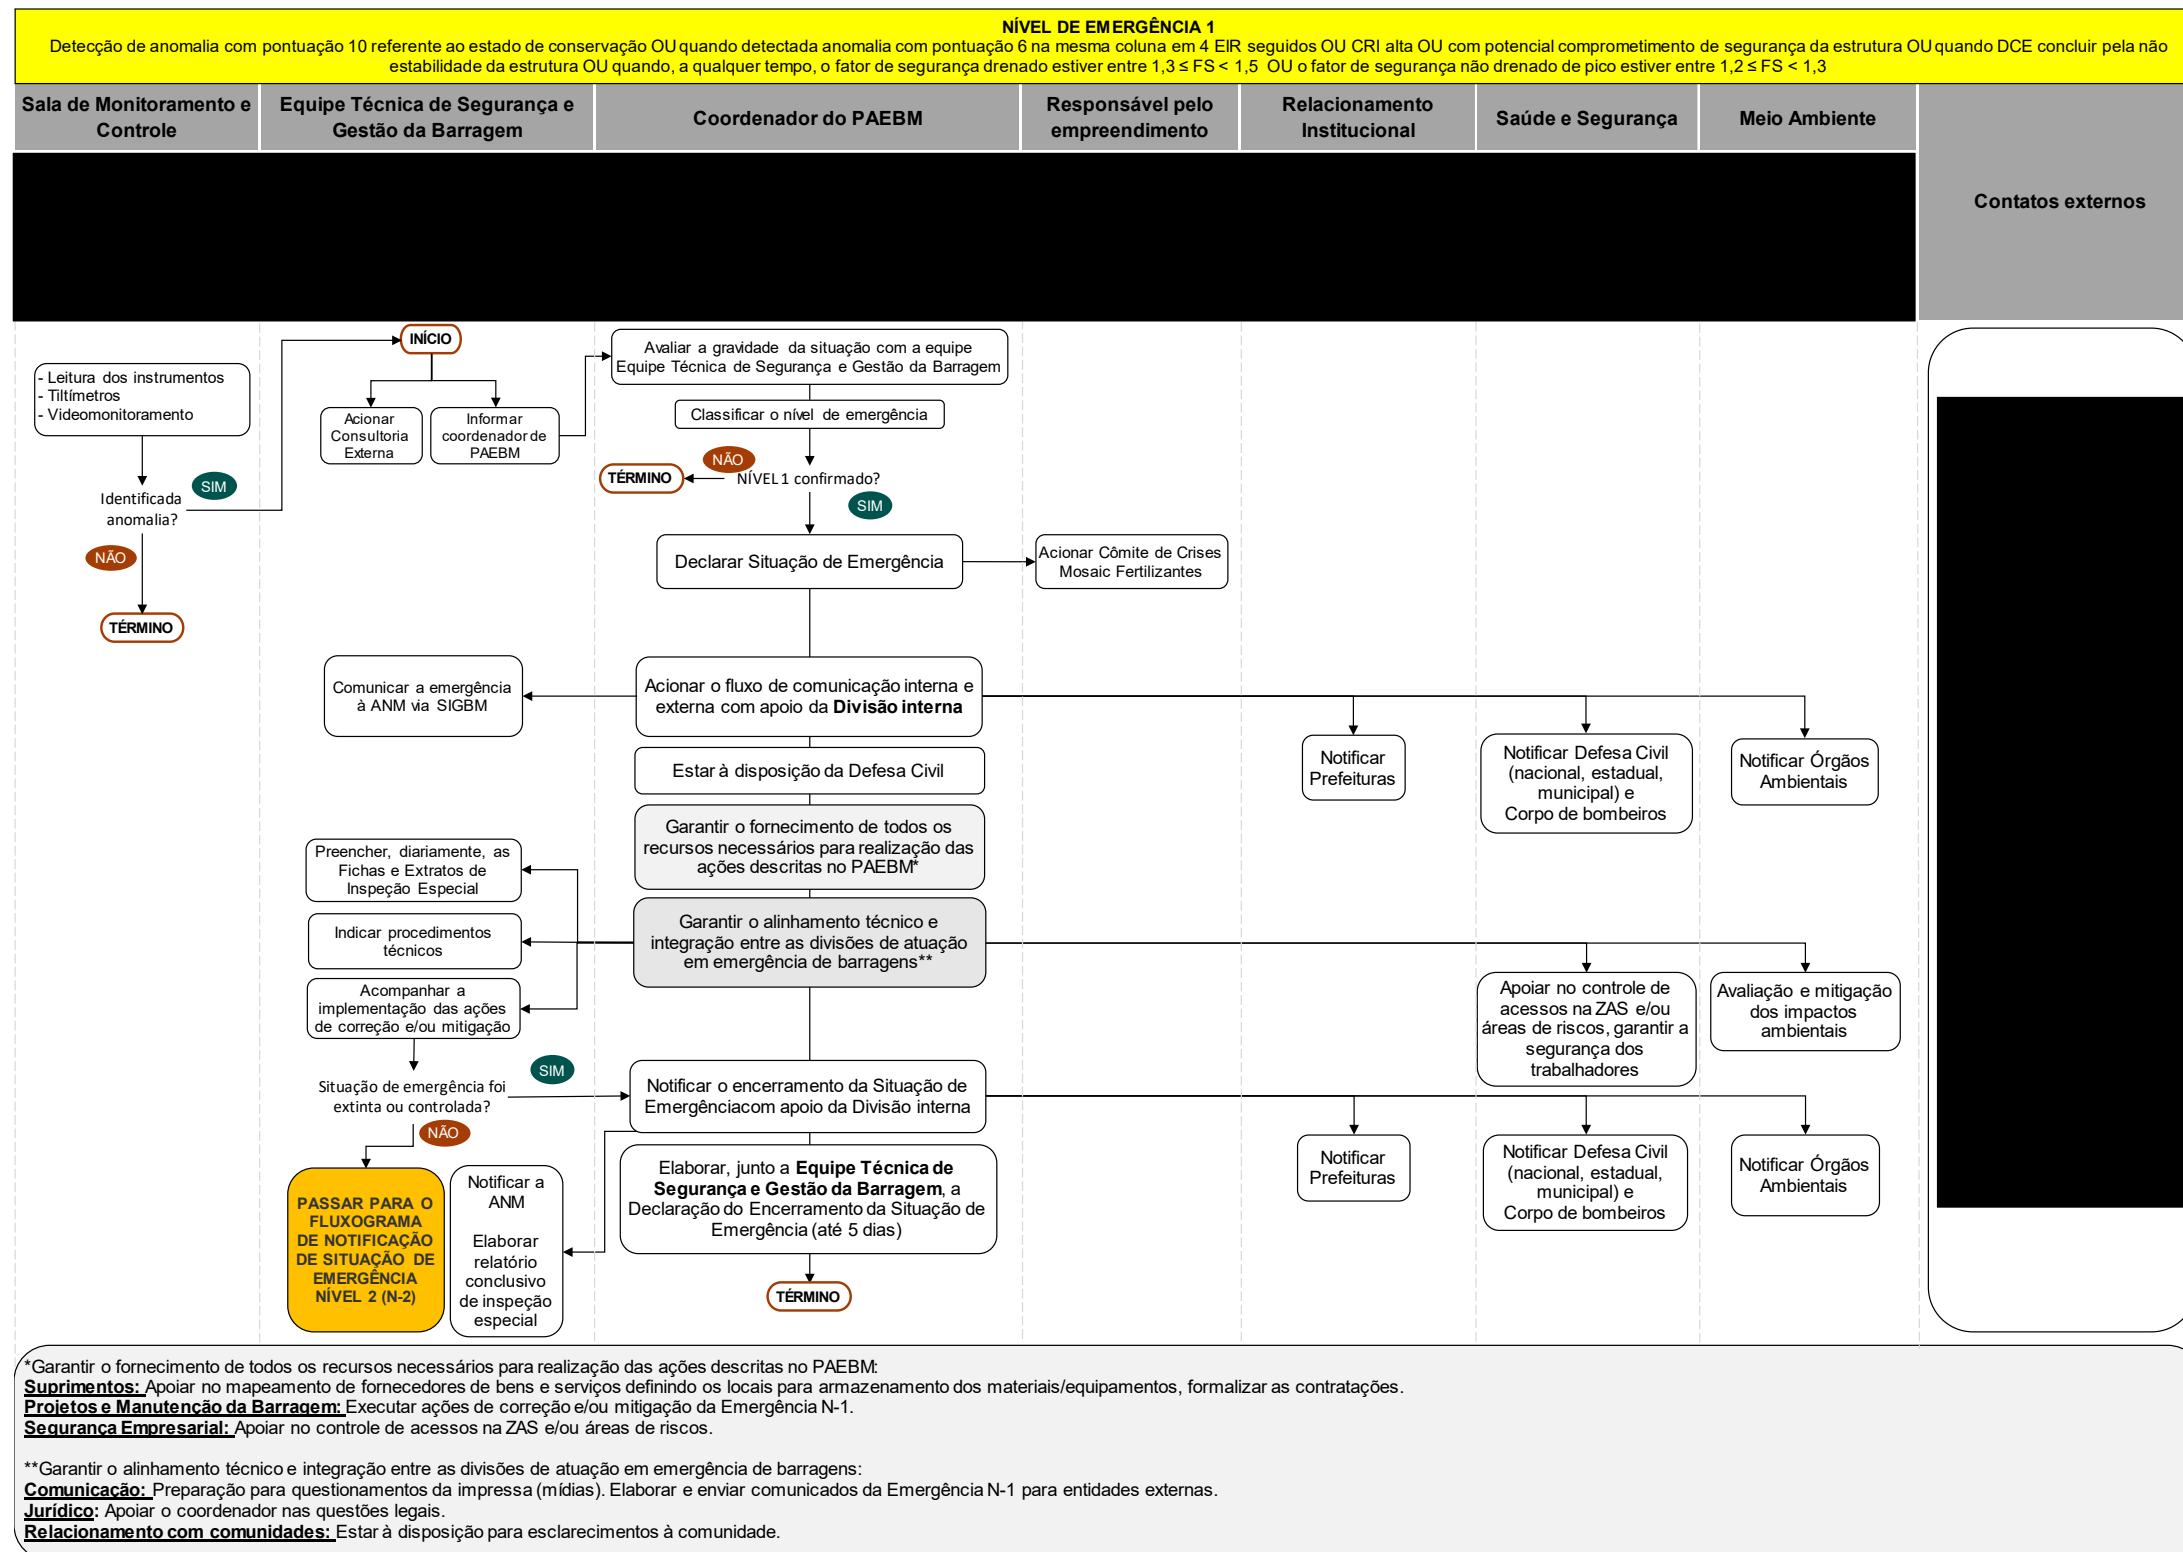 NÍVEL DE EMERGÊNCIA 1
Detecção de anomalia com pontuação 10 referente ao estado de conservação OU quando detectada anomalia com pontuação 6 na mesma coluna em 4 EIR seguidos OU CRI alta OU com potencial comprometimento de segurança da estrutura OU quando DCE concluir pela não
estabilidade da estrutura OU quando, a qualquer tempo, o fator de segurança drenado estiver entre 1,3 ≤ FS < 1,5 OU o fator de segurança não drenado de pico estiver entre 1,2 ≤ FS < 1,3
Sala de Monitoramento e
Controle
Equipe Técnica de Segurança e
Gestão da Barragem
Coordenador do PAEBM
Responsável pelo
empreendimento
Relacionamento
Institucional
Saúde e Segurança
Meio Ambiente
Contatos externos
- Leitura dos instrumentos
- Tiltímetros
- Videomonitoramento
Identificada
anomalia?
SIM
NÃO
TÉRMINO
INÍCIO
Acionar
Consultoria
Externa
Informar
coordenador de
PAEBM
Avaliar a gravidade da situação com a equipe
Equipe Técnica de Segurança e Gestão da Barragem
Classificar o nível de emergência
NÃO
TÉRMINO
NÍVEL 1 confirmado?
SIM
Declarar Situação de Emergência
Acionar Cômite de Crises
Mosaic Fertilizantes
Comunicar a emergência
à ANM via SIGBM
Acionar o fluxo de comunicação interna e
externa com apoio da Divisão interna
Notificar
Prefeituras
Notificar Defesa Civil
(nacional, estadual,
municipal) e
Corpo de bombeiros
Notificar Órgãos
Ambientais
Estar à disposição da Defesa Civil
Garantir o fornecimento de todos os
recursos necessários para realização das
ações descritas no PAEBM*
Preencher, diariamente, as
Fichas e Extratos de
Inspeção Especial
Indicar procedimentos
técnicos
Acompanhar a
implementação das ações
de correção e/ou mitigação
Garantir o alinhamento técnico e
integração entre as divisões de atuação
em emergência de barragens**
Apoiar no controle de
acessos na ZAS e/ou
áreas de riscos, garantir a
segurança dos
trabalhadores
Avaliação e mitigação
dos impactos
ambientais
Situação de emergência foi
extinta ou controlada?
SIM
NÃO
Notificar o encerramento da Situação de
Emergênciacom apoio da Divisão interna
PASSAR PARA O
FLUXOGRAMA
DE NOTIFICAÇÃO
DE SITUAÇÃO DE
EMERGÊNCIA
NÍVEL 2 (N-2)
Notificar a
ANM
Elaborar
relatório
conclusivo
de inspeção
especial
Elaborar, junto a Equipe Técnica de
Segurança e Gestão da Barragem, a
Declaração do Encerramento da Situação de
Emergência (até 5 dias)
TÉRMINO
Notificar
Prefeituras
Notificar Defesa Civil
(nacional, estadual,
municipal) e
Corpo de bombeiros
Notificar Órgãos
Ambientais
*Garantir o fornecimento de todos os recursos necessários para realização das ações descritas no PAEBM:
Suprimentos: Apoiar no mapeamento de fornecedores de bens e serviços definindo os locais para armazenamento dos materiais/equipamentos, formalizar as contratações.
Projetos e Manutenção da Barragem: Executar ações de correção e/ou mitigação da Emergência N-1.
Segurança Empresarial: Apoiar no controle de acessos na ZAS e/ou áreas de riscos.
**Garantir o alinhamento técnico e integração entre as divisões de atuação em emergência de barragens:
Comunicação: Preparação para questionamentos da impressa (mídias). Elaborar e enviar comunicados da Emergência N-1 para entidades externas.
Jurídico: Apoiar o coordenador nas questões legais.
Relacionamento com comunidades: Estar à disposição para esclarecimentos à comunidade.